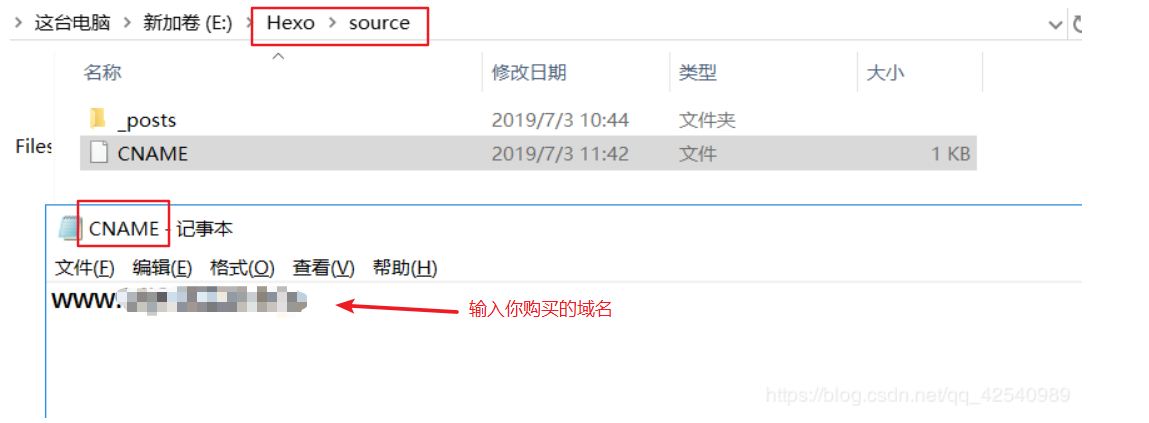 › 这台电脑 › 新加卷 (E:) › Hexo › source
名称 修改日期 类型 大小
_posts 2019/7/3 10:44 文件夹
Files
CNAME 2019/7/3 11:42 文件 1 KB
CNAME - 记事本
文件(F) 编辑(E) 格式(O) 查看(V) 帮助(H)
www.
输入你购买的域名
https://blog.csdn.net/qq_42540989